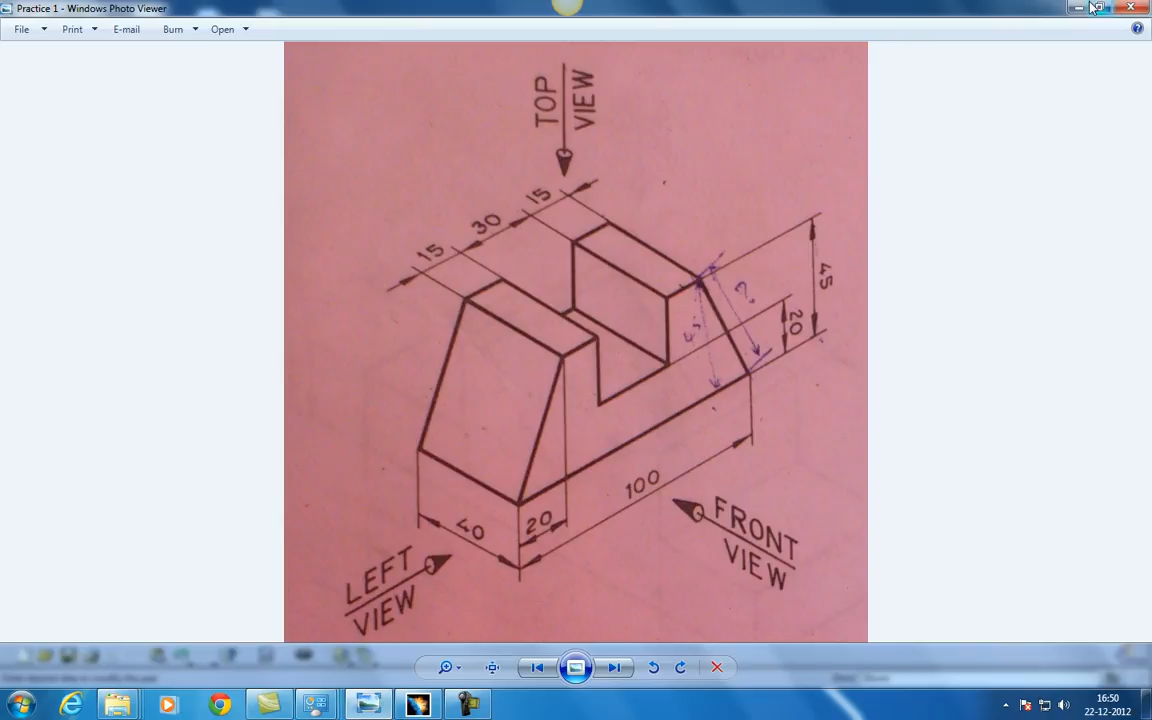 Practice 1 - Windows Photo Viewer
File Print E-mail Burn Open
TOP
VIEW
15
30
15
45
20
?
45
100
20
40
FRONT
VIEW
LEFT
VIEW
16:50
22-12-2012